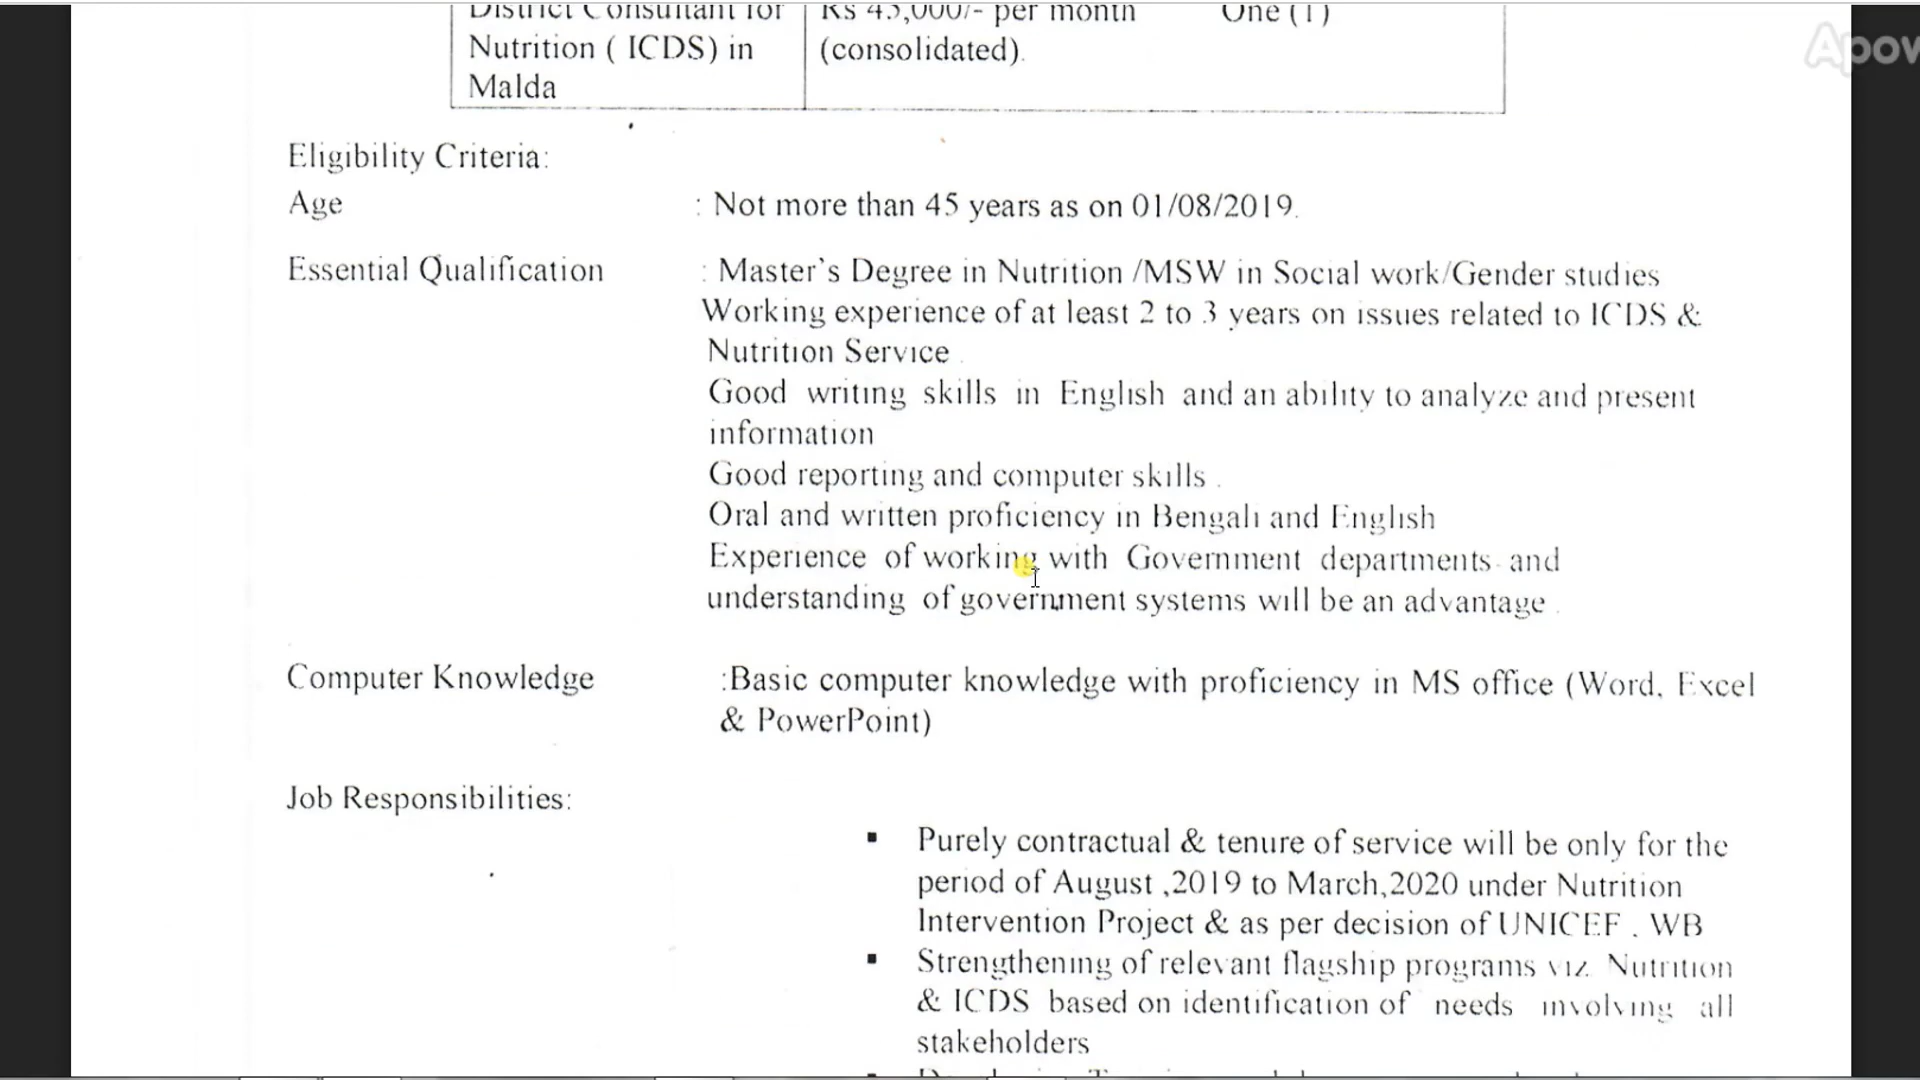 District Consultant for Rs 45,000/- per month One (1)
Nutrition ( ICDS) in (consolidated).
Malda
Eligibility Criteria:
Age : Not more than 45 years as on 01/08/2019.
Essential Qualification : Master's Degree in Nutrition /MSW in Social work/Gender studies
Working experience of at least 2 to 3 years on issues related to ICDS &
Nutrition Service .
Good writing skills in English and an ability to analyze and present
information
Good reporting and computer skills .
Oral and written proficiency in Bengali and English
Experience of working with Government departments and
understanding of government systems will be an advantage .
Computer Knowledge :Basic computer knowledge with proficiency in MS office (Word, Excel
& PowerPoint)
Job Responsibilities:
▪ Purely contractual & tenure of service will be only for the
period of August ,2019 to March,2020 under Nutrition
Intervention Project & as per decision of UNICEF , WB
▪ Strengthening of relevant flagship programs viz. Nutrition
& ICDS based on identification of needs involving all
stakeholders